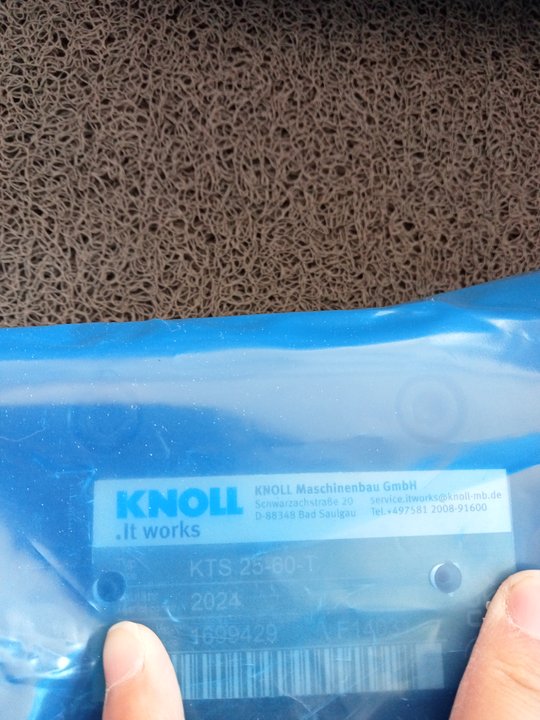 KNOLL
.It works
KNOLL Maschinenbau GmbH
Schwarzachstraße 20 service.itworks@knoll-mb.de
D-88348 Bad Saulgau Tel.+497581 2008-91600
KTS 25-60-T
2024
1699429